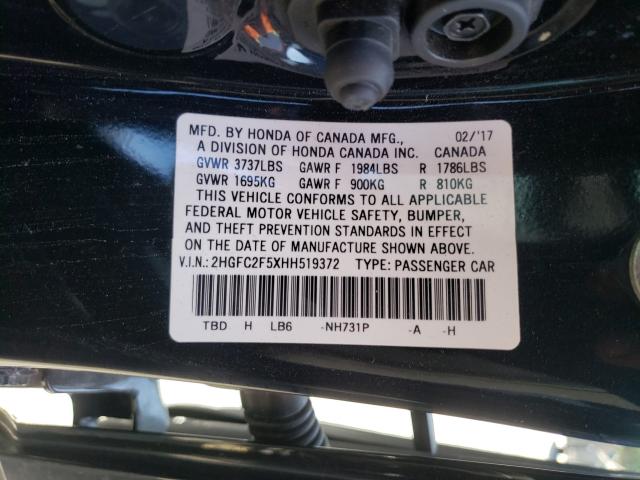 MFD. BY HONDA OF CANADA MFG., 02/'17
A DIVISION OF HONDA CANADA INC. CANADA
GVWR 3737LBS GAWR F 1984LBS R 1786LBS
GVWR 1695KG GAWR F 900KG R 810KG
THIS VEHICLE CONFORMS TO ALL APPLICABLE
FEDERAL MOTOR VEHICLE SAFETY, BUMPER,
AND THEFT PREVENTION STANDARDS IN EFFECT
ON THE DATE OF MANUFACTURE SHOWN ABOVE.
V.I.N.: 2HGFC2F5XHH519372 TYPE: PASSENGER CAR
TBD H LB6 -NH731P -A -H